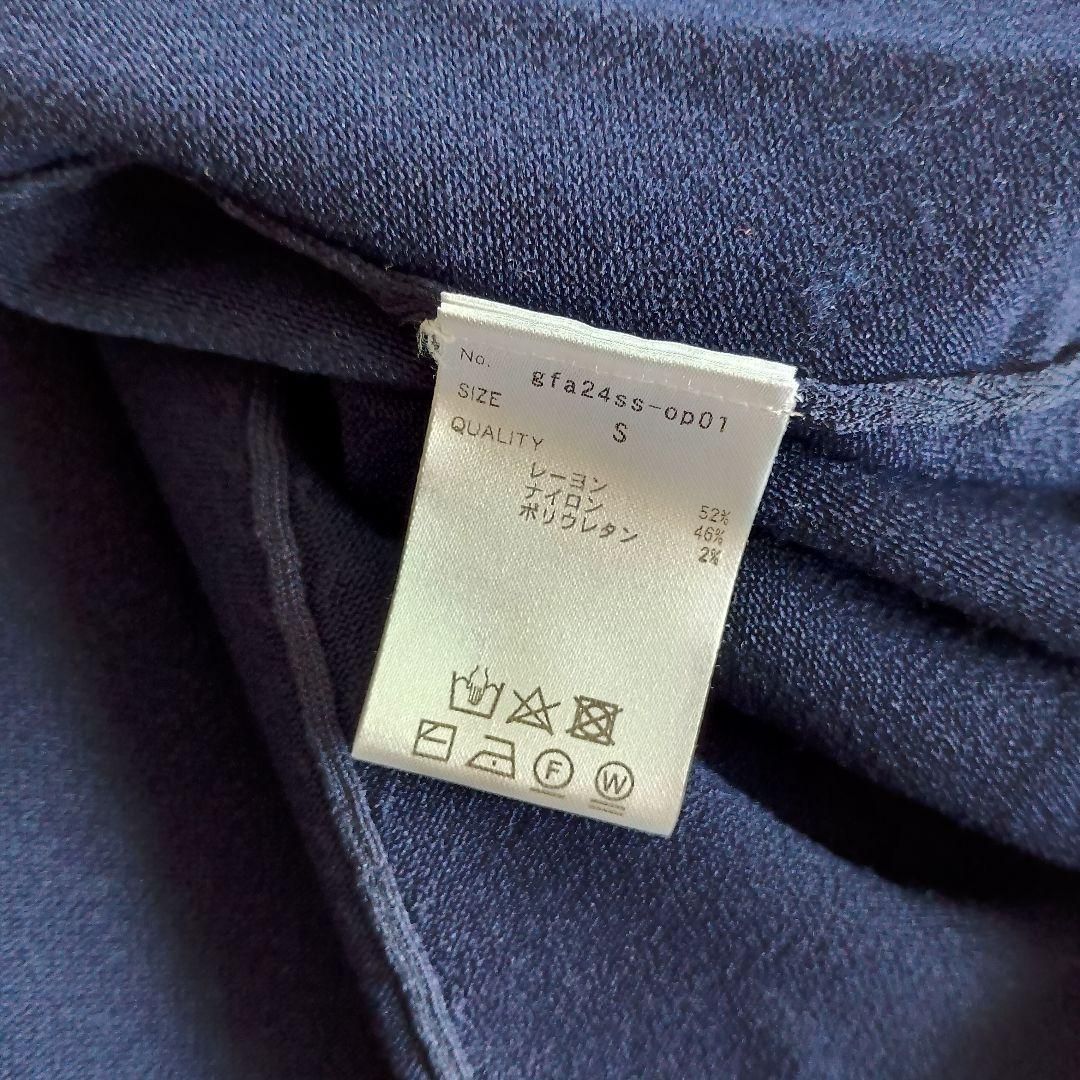 No. gfa24ss-op01
SIZE S
QUALITY
レーヨン 52%
ナイロン 46%
ポリウレタン 2%
F W